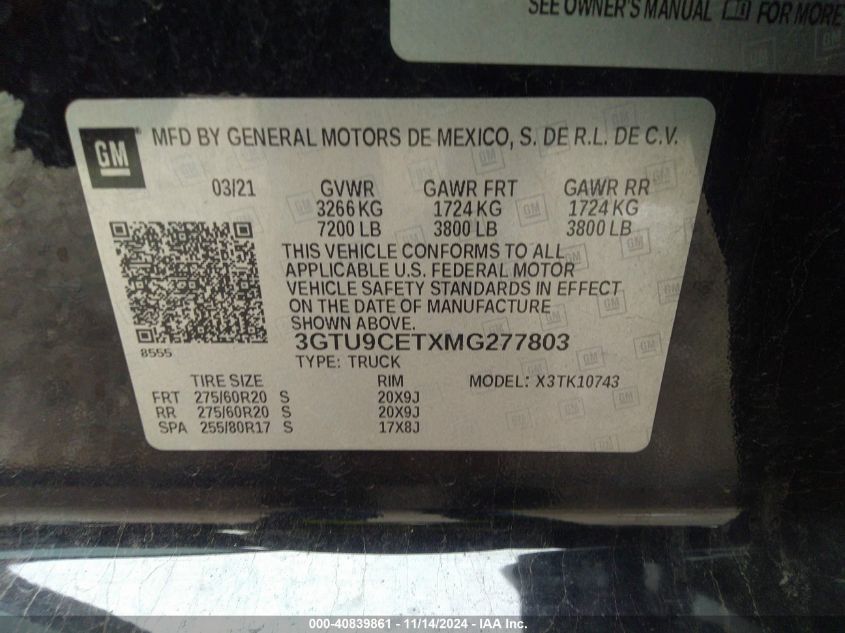 SEE OWNER'S MANUAL FOR MORE
GM
MFD BY GENERAL MOTORS DE MEXICO, S. DE R.L. DE C.V.
03/21 GVWR GAWR FRT GAWR RR
3266 KG 1724 KG 1724 KG
7200 LB 3800 LB 3800 LB
THIS VEHICLE CONFORMS TO ALL
APPLICABLE U.S. FEDERAL MOTOR
VEHICLE SAFETY STANDARDS IN EFFECT
ON THE DATE OF MANUFACTURE
SHOWN ABOVE.
8555
3GTU9CETXMG277803
TYPE: TRUCK
TIRE SIZE RIM MODEL: X3TK10743
FRT 275/60R20 S 20X9J
RR 275/60R20 S 20X9J
SPA 255/80R17 S 17X8J
000-40839861 - 11/14/2024 - IAA Inc.